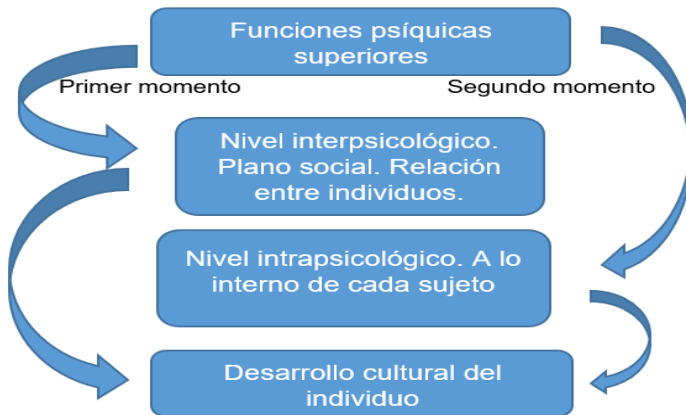 Funciones psíquicas
superiores
Primer momento
Segundo momento
Nivel interpsicológico.
Plano social. Relación
entre individuos.
Nivel intrapsicológico. A lo
interno de cada sujeto
Desarrollo cultural del
individuo